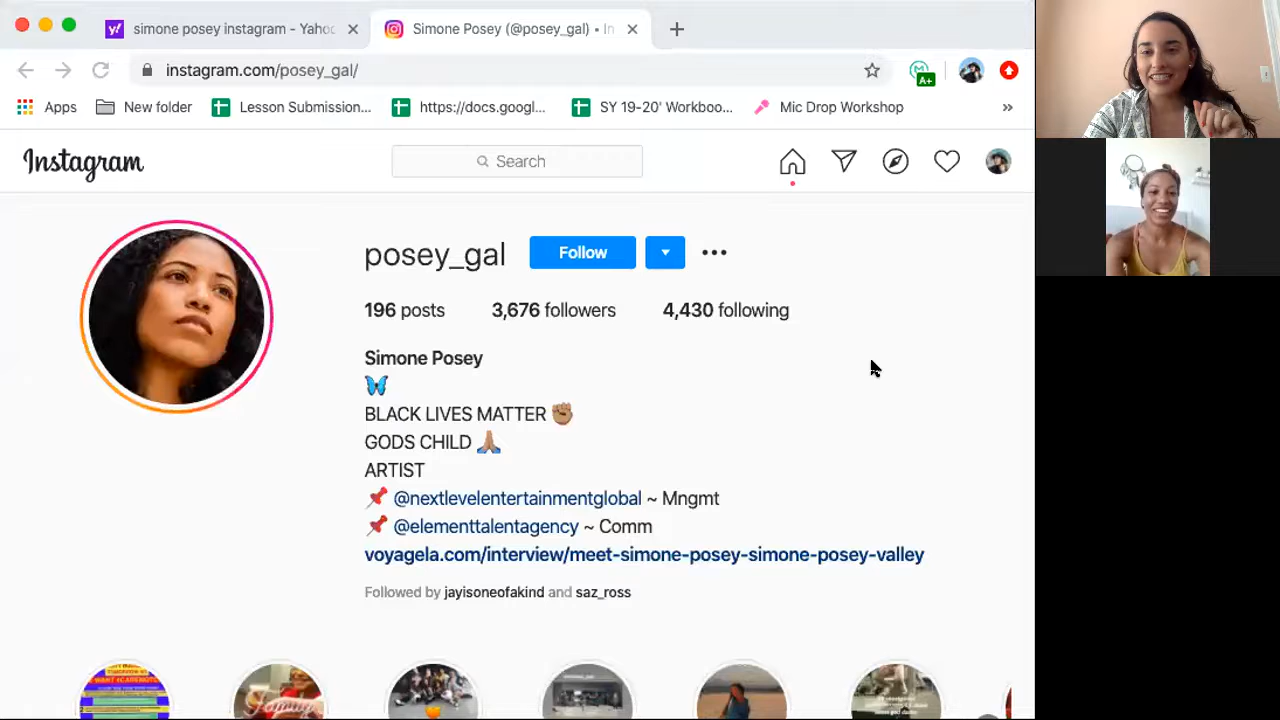 simone posey instagram - Yahoo
Simone Posey (@posey_gal) • In
instagram.com/posey_gal/
A+
Apps
New folder
Lesson Submission...
https://docs.googl...
SY 19-20' Workboo...
Mic Drop Workshop
»
Instagram
Search
posey_gal
Follow
196 posts
3,676 followers
4,430 following
Simone Posey
🦋
BLACK LIVES MATTER ✊🏽
GODS CHILD 🙏🏽
ARTIST
📌 @nextlevelentertainmentglobal ~ Mngmt
📌 @elementtalentagency ~ Comm
voyagela.com/interview/meet-simone-posey-simone-posey-valley
Followed by jayisoneofakind and saz_ross